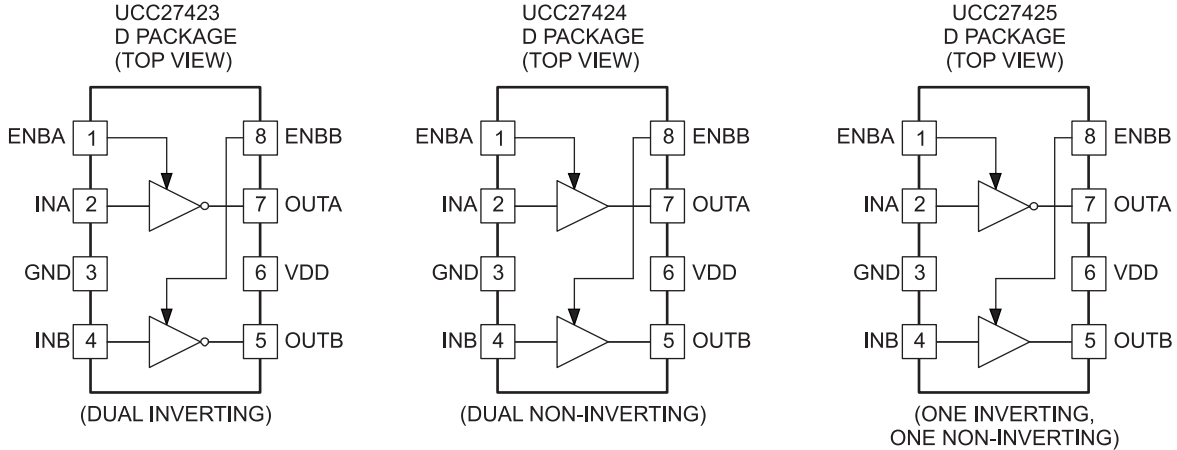 UCC27423
D PACKAGE
(TOP VIEW)
ENBA 1 8 ENBB
INA 2 7 OUTA
GND 3 6 VDD
INB 4 5 OUTB
(DUAL INVERTING)
UCC27424
D PACKAGE
(TOP VIEW)
ENBA 1 8 ENBB
INA 2 7 OUTA
GND 3 6 VDD
INB 4 5 OUTB
(DUAL NON-INVERTING)
UCC27425
D PACKAGE
(TOP VIEW)
ENBA 1 8 ENBB
INA 2 7 OUTA
GND 3 6 VDD
INB 4 5 OUTB
(ONE INVERTING,
ONE NON-INVERTING)